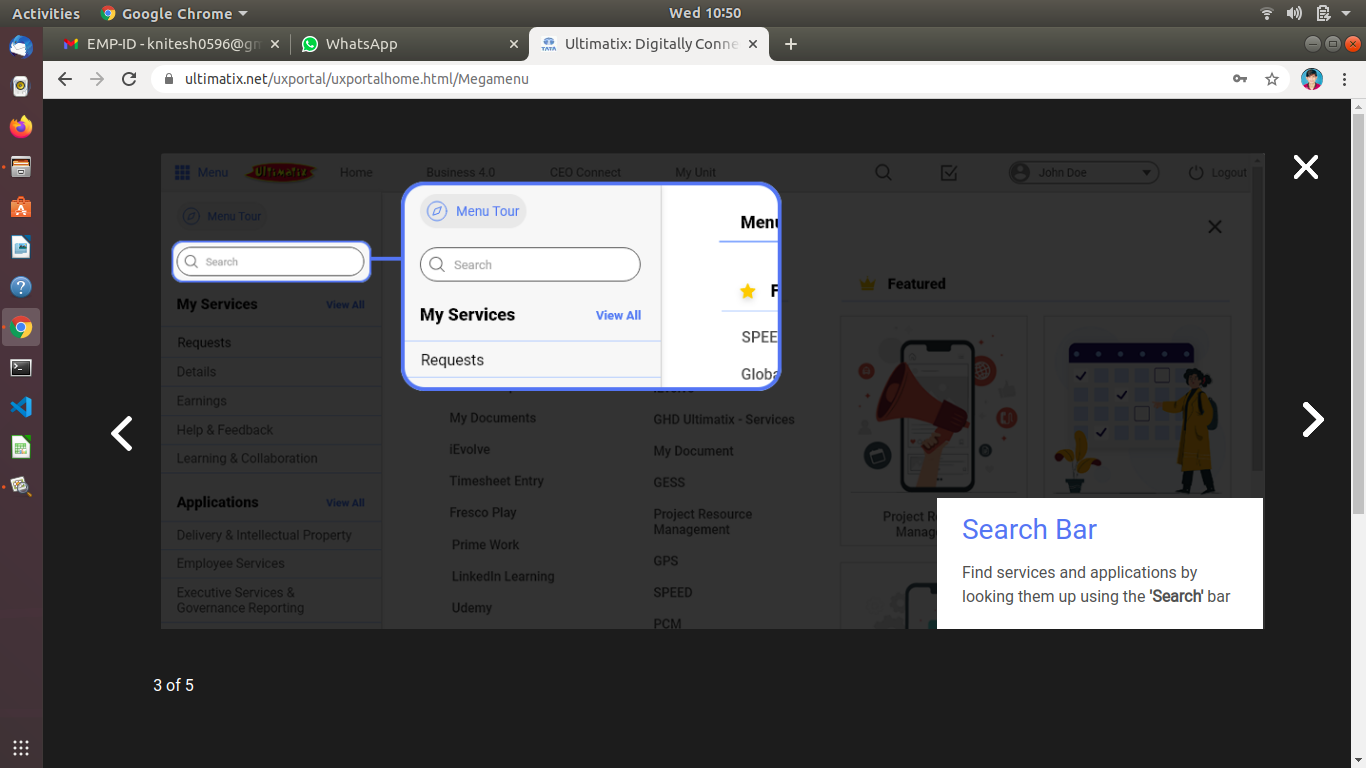 Activities
Google Chrome
Wed 10:50
EMP-ID - knitesh0596@gm
WhatsApp
Ultimatix: Digitally Conne
ultimatix.net/uxportal/uxportalhome.html/Megamenu
Menu
Ultimatix
Home
Business 4.0
CEO Connect
My Unit
John Doe
Logout
Menu Tour
Search
My Services
View All
Requests
Details
Earnings
Help & Feedback
Learning & Collaboration
Applications
View All
Delivery & Intellectual Property
Employee Services
Executive Services &
Governance Reporting
Menu Tour
Search
My Services
View All
Requests
Menu
F
SPEE
Globa
My Documents
iEvolve
Timesheet Entry
Fresco Play
Prime Work
LinkedIn Learning
Udemy
GHD Ultimatix - Services
My Document
GESS
Project Resource
Management
GPS
SPEED
PCM
Featured
Project Re
Manag
Search Bar
Find services and applications by
looking them up using the 'Search' bar
3 of 5